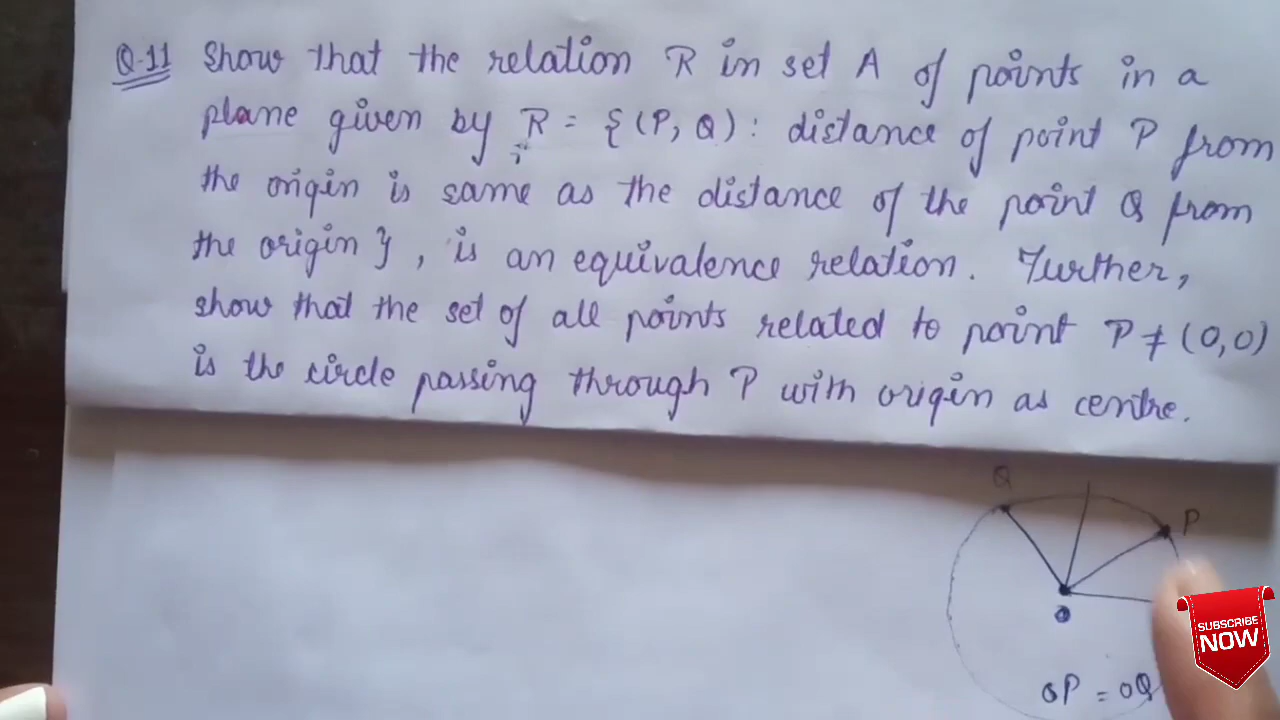 Q.11 Show that the relation R in set A of points in a
plane given by R = {(P, Q) : distance of point P from
the origin is same as the distance of the point Q from
the origin }, is an equivalence relation. Further,
show that the set of all points related to point P ≠ (0,0)
is the circle passing through P with origin as centre.
Q
P
O
OP = OQ
SUBSCRIBE
NOW